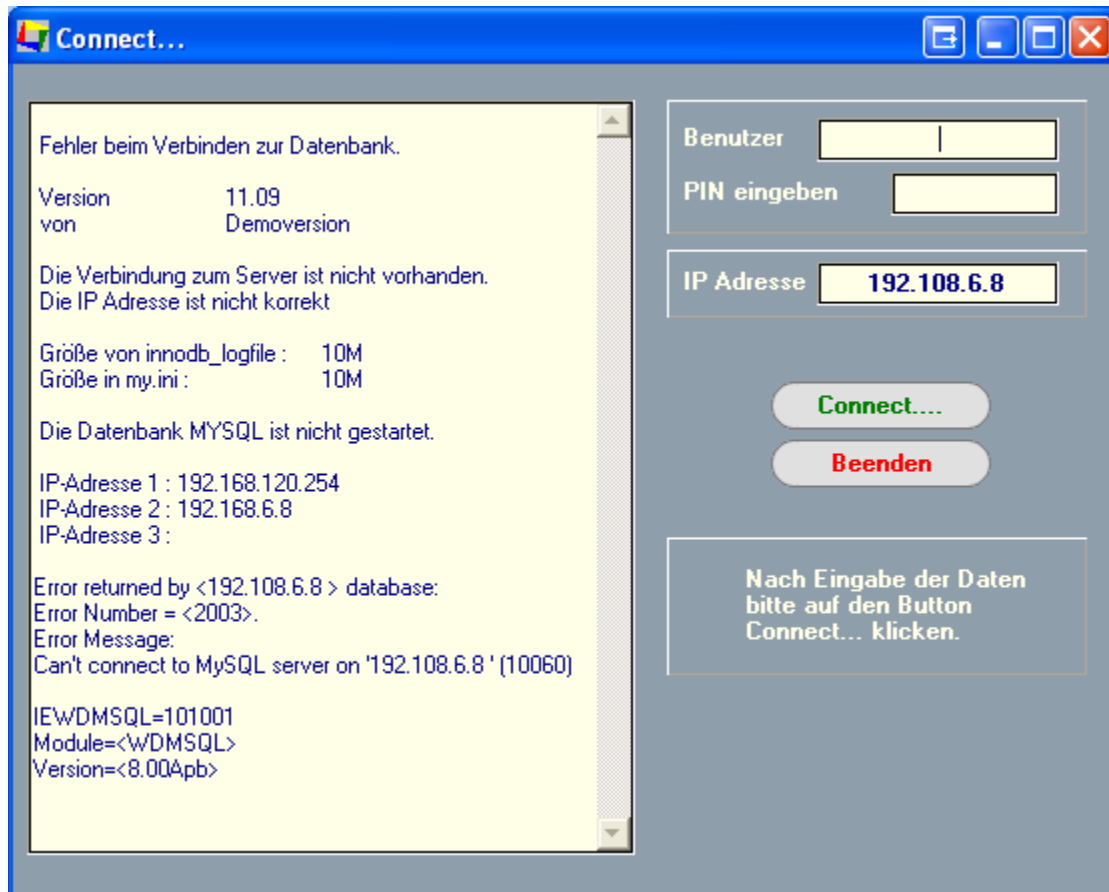 Connect...
Fehler beim Verbinden zur Datenbank.
Version 11.09
von Demoversion
Die Verbindung zum Server ist nicht vorhanden.
Die IP Adresse ist nicht korrekt
Größe von innodb_logfile : 10M
Größe in my.ini : 10M
Die Datenbank MYSQL ist nicht gestartet.
IP-Adresse 1 : 192.168.120.254
IP-Adresse 2 : 192.168.6.8
IP-Adresse 3 :
Error returned by <192.108.6.8 > database:
Error Number = <2003>.
Error Message:
Can't connect to MySQL server on '192.108.6.8 ' (10060)
IEWDMSQL=101001
Module=<WDMSQL>
Version=<8.00Apb>
Benutzer
PIN eingeben
IP Adresse 192.108.6.8
Connect....
Beenden
Nach Eingabe der Daten
bitte auf den Button
Connect... klicken.